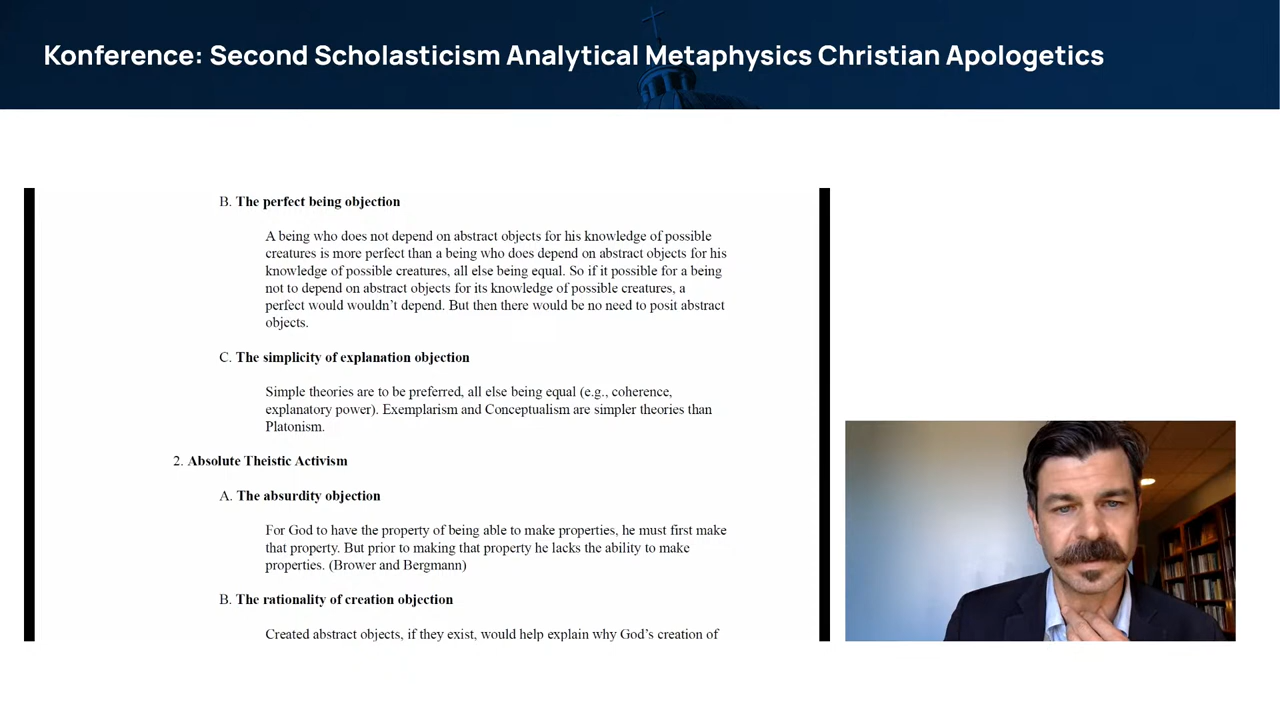 Konference: Second Scholasticism Analytical Metaphysics Christian Apologetics
B. The perfect being objection
A being who does not depend on abstract objects for his knowledge of possible
creatures is more perfect than a being who does depend on abstract objects for his
knowledge of possible creatures, all else being equal. So if it possible for a being
not to depend on abstract objects for its knowledge of possible creatures, a
perfect would wouldn’t depend. But then there would be no need to posit abstract
objects.
C. The simplicity of explanation objection
Simple theories are to be preferred, all else being equal (e.g., coherence,
explanatory power). Exemplarism and Conceptualism are simpler theories than
Platonism.
2. Absolute Theistic Activism
A. The absurdity objection
For God to have the property of being able to make properties, he must first make
that property. But prior to making that property he lacks the ability to make
properties. (Brower and Bergmann)
B. The rationality of creation objection
Created abstract objects, if they exist, would help explain why God’s creation of